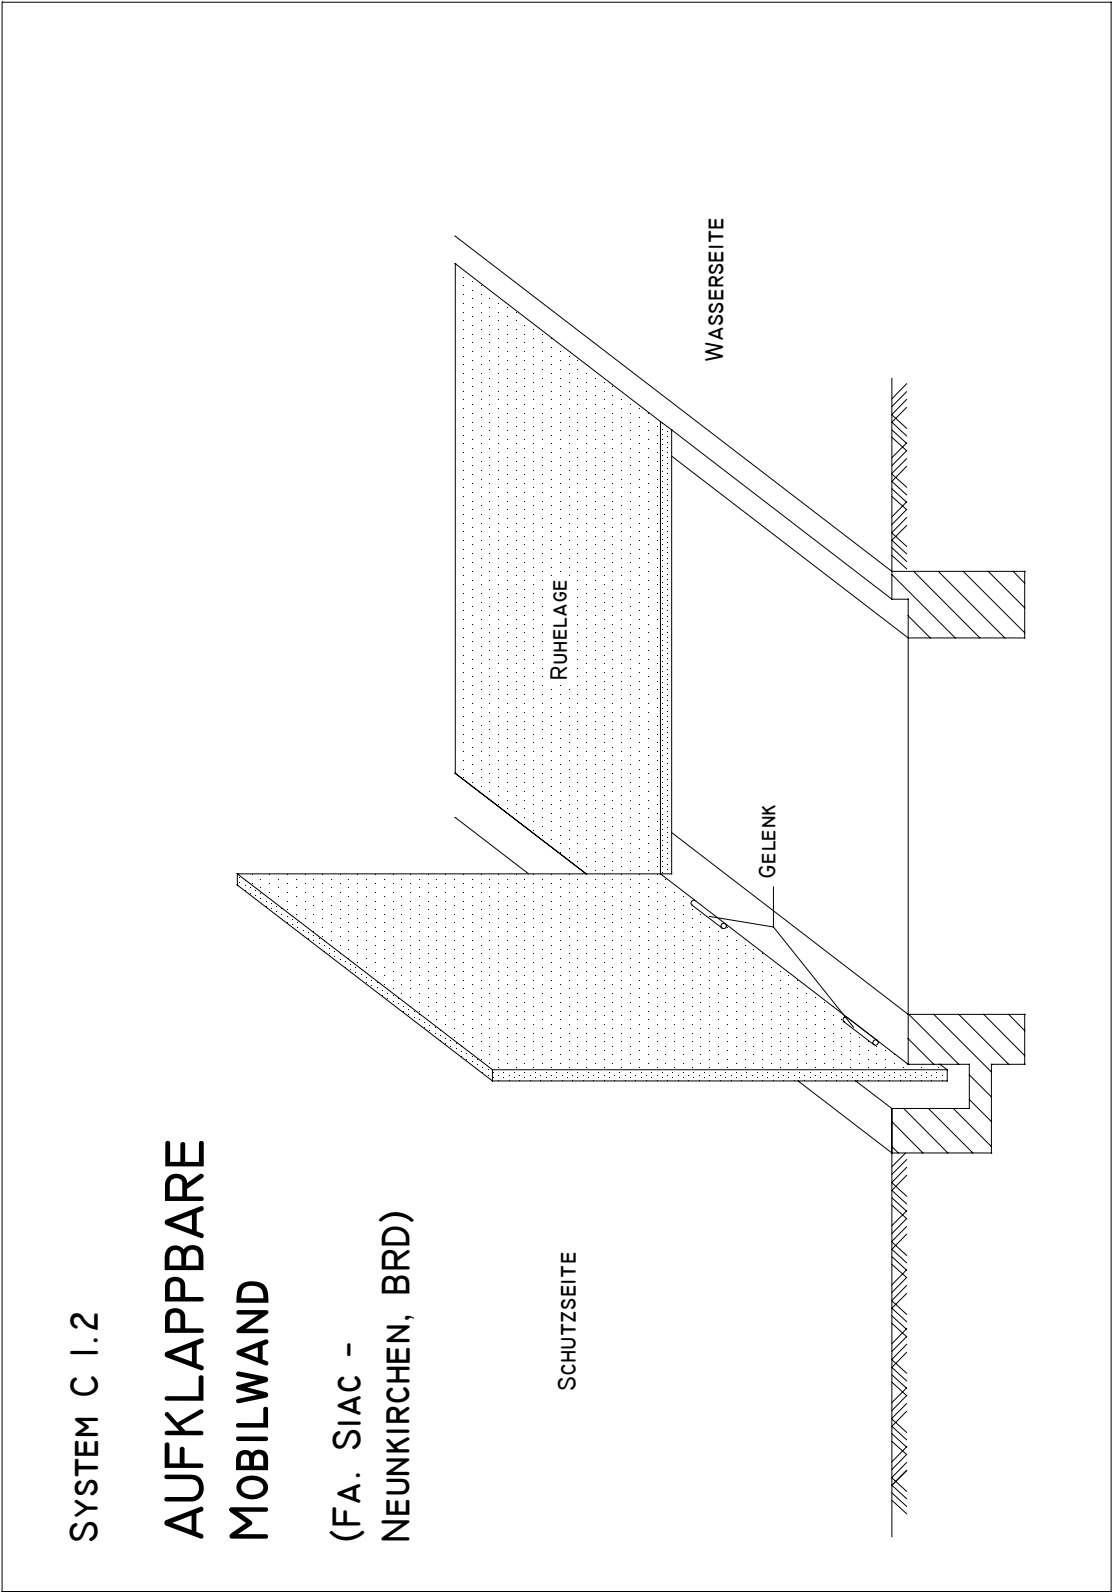 SYSTEM C 1.2
AUFKLAPPBARE
MOBILWAND
(FA. SIAC -
NEUNKIRCHEN, BRD)
SCHUTZSEITE
RUHELAGE
WASSERSEITE
GELENK